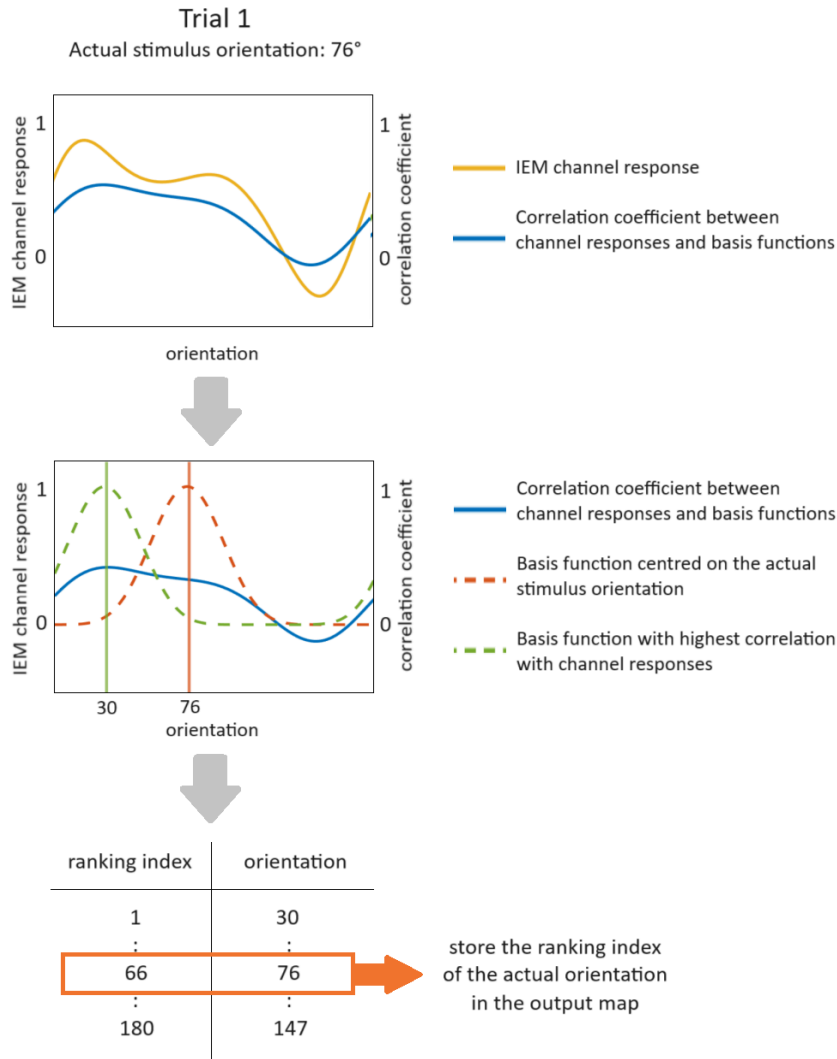 Trial 1
Actual stimulus orientation: 76°
1
0
IEM channel response
1
0
correlation coefficient
orientation
IEM channel response
Correlation coefficient between
channel responses and basis functions
1
0
IEM channel response
1
0
correlation coefficient
30
76
orientation
Correlation coefficient between
channel responses and basis functions
Basis function centred on the actual
stimulus orientation
Basis function with highest correlation
with channel responses
ranking index orientation
1 30
: :
66 76
: :
180 147
store the ranking index
of the actual orientation
in the output map